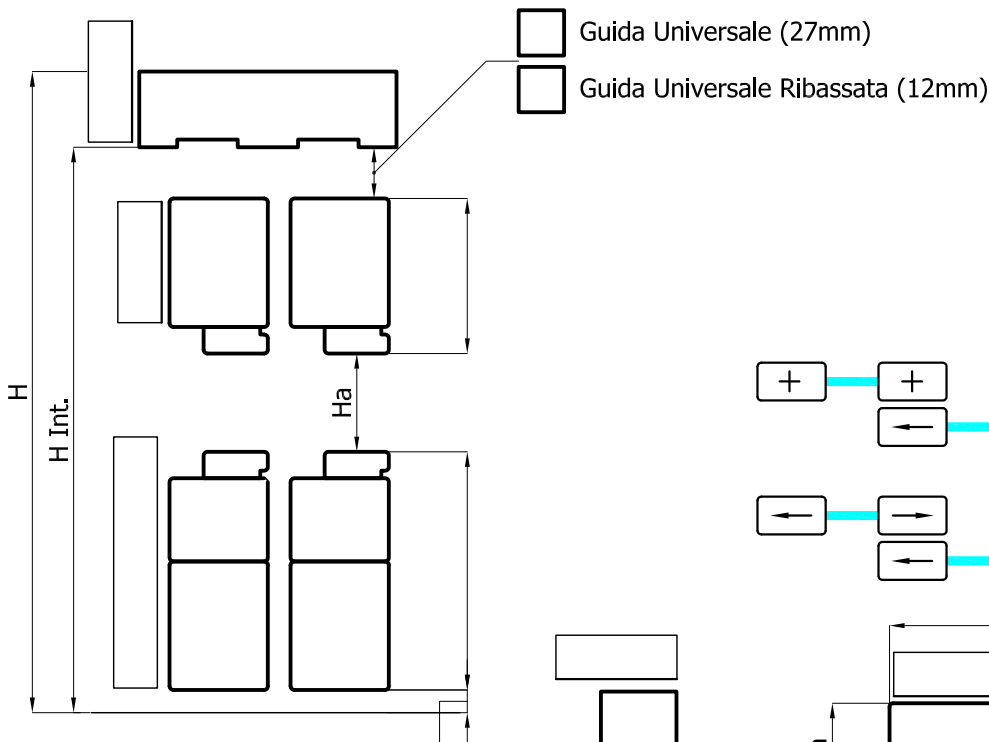 Guida Universale (27mm)
Guida Universale Ribassata (12mm)
H
H Int.
Ha